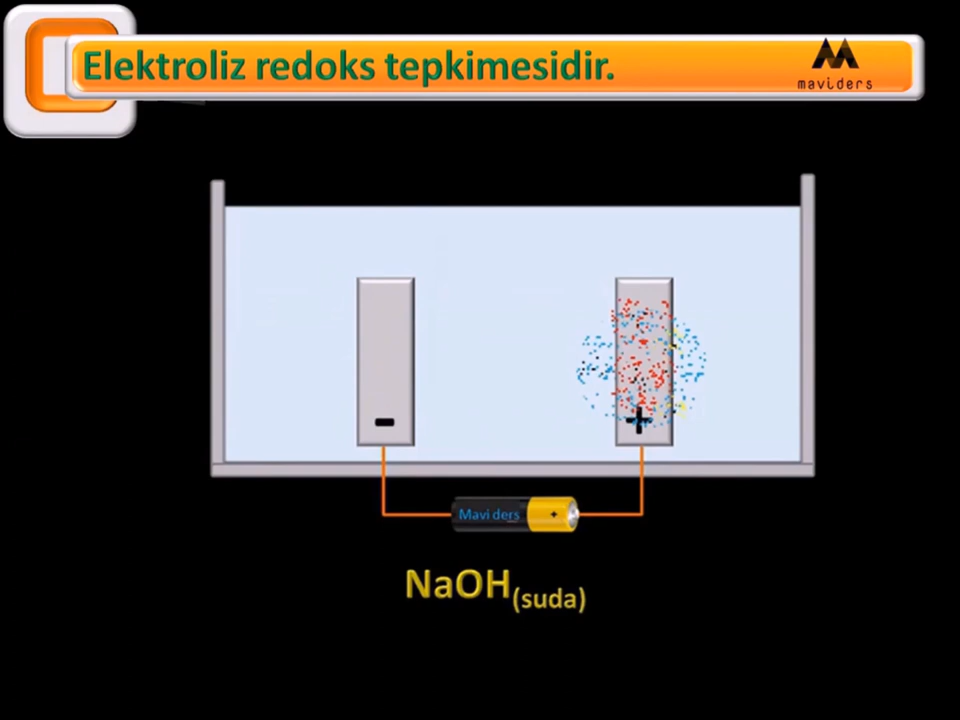 Elektroliz redoks tepkimesidir.
maviders
-
+
Mavi ders +
NaOH(suda)